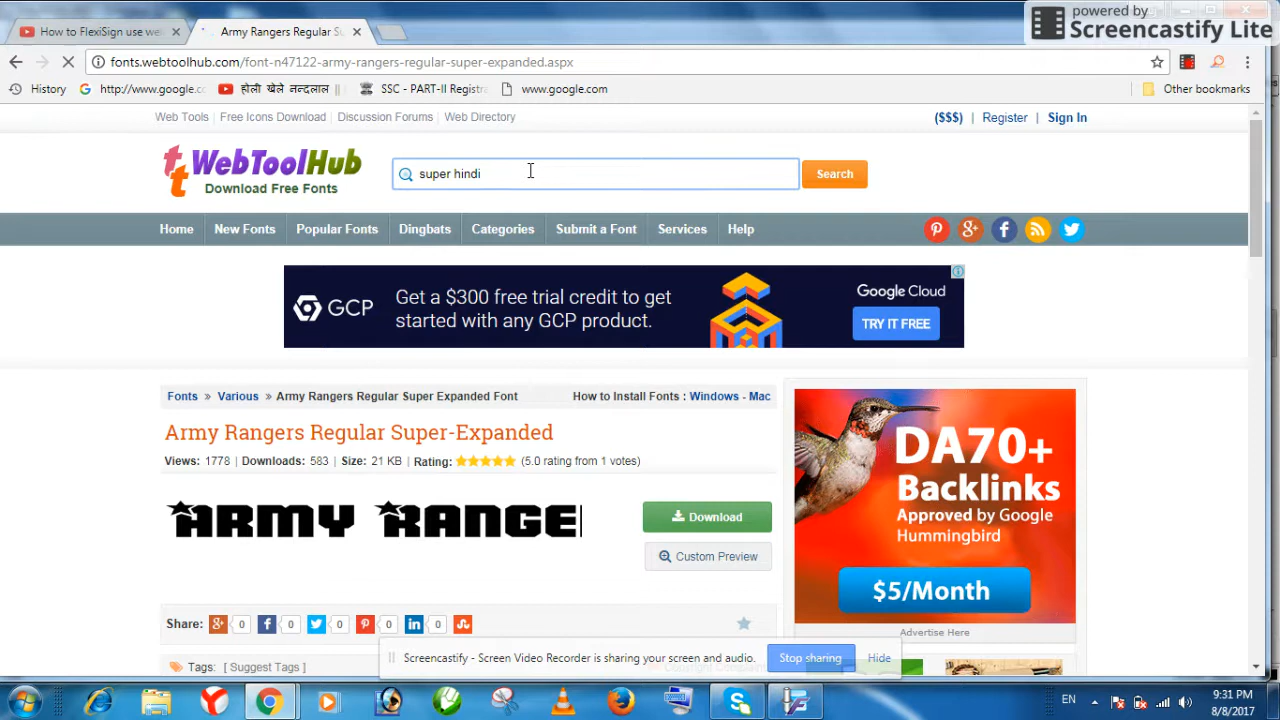 powered by
Screencastify Lite
How to FlexiSign use we
Army Rangers Regular Su
fonts.webtoolhub.com/font-n47122-army-rangers-regular-super-expanded.aspx
History
http://www.google.c
होली खेले नन्दलाल ||
SSC - PART-II Registra
www.google.com
Other bookmarks
Web Tools | Free Icons Download | Discussion Forums | Web Directory
($$$) | Register | Sign In
WebToolHub
Download Free Fonts
super hindi
Search
Home
New Fonts
Popular Fonts
Dingbats
Categories
Submit a Font
Services
Help
GCP
Get a $300 free trial credit to get
started with any GCP product.
Google Cloud
TRY IT FREE
Fonts » Various » Army Rangers Regular Super Expanded Font
How to Install Fonts : Windows - Mac
Army Rangers Regular Super-Expanded
Views: 1778 | Downloads: 583 | Size: 21 KB | Rating: (5.0 rating from 1 votes)
ARMY RANGE
Download
Custom Preview
DA70+
Backlinks
Approved by Google
Hummingbird
$5/Month
Advertise Here
Share: 0 0 0 0 0
Tags: [ Suggest Tags ]
Screencastify - Screen Video Recorder is sharing your screen and audio.
Stop sharing
Hide
EN
9:31 PM
8/8/2017